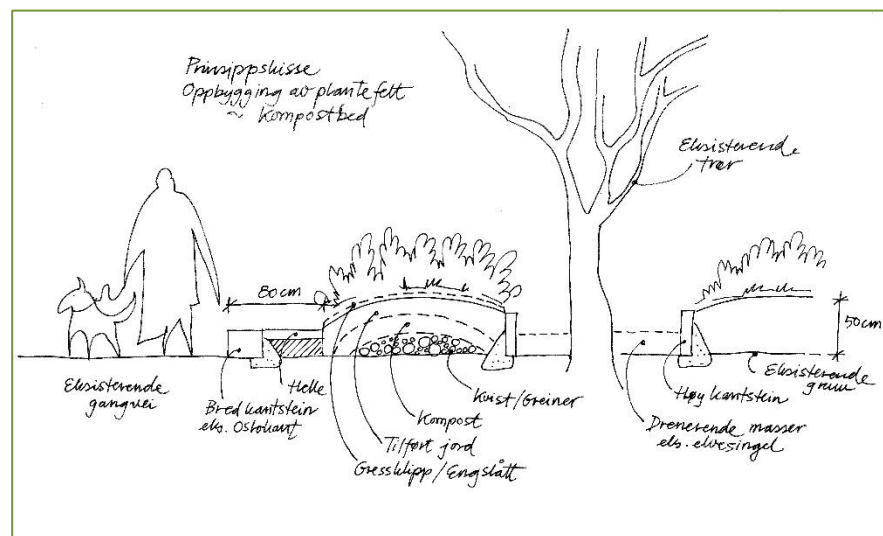 Prinsippskisse
Oppbygging av plantefelt
~ Kompostbed
Eksisterende
trær
80cm
50cm
Eksisterende
gangvei
Helle
Bred kantstein
eks. Oslokant
Kvist/Greiner
Kompost
Tilført jord
Gressklipp/Engslått
Høy kantstein
Eksisterende
grunn
Drenerende masser
eks. elvesingel